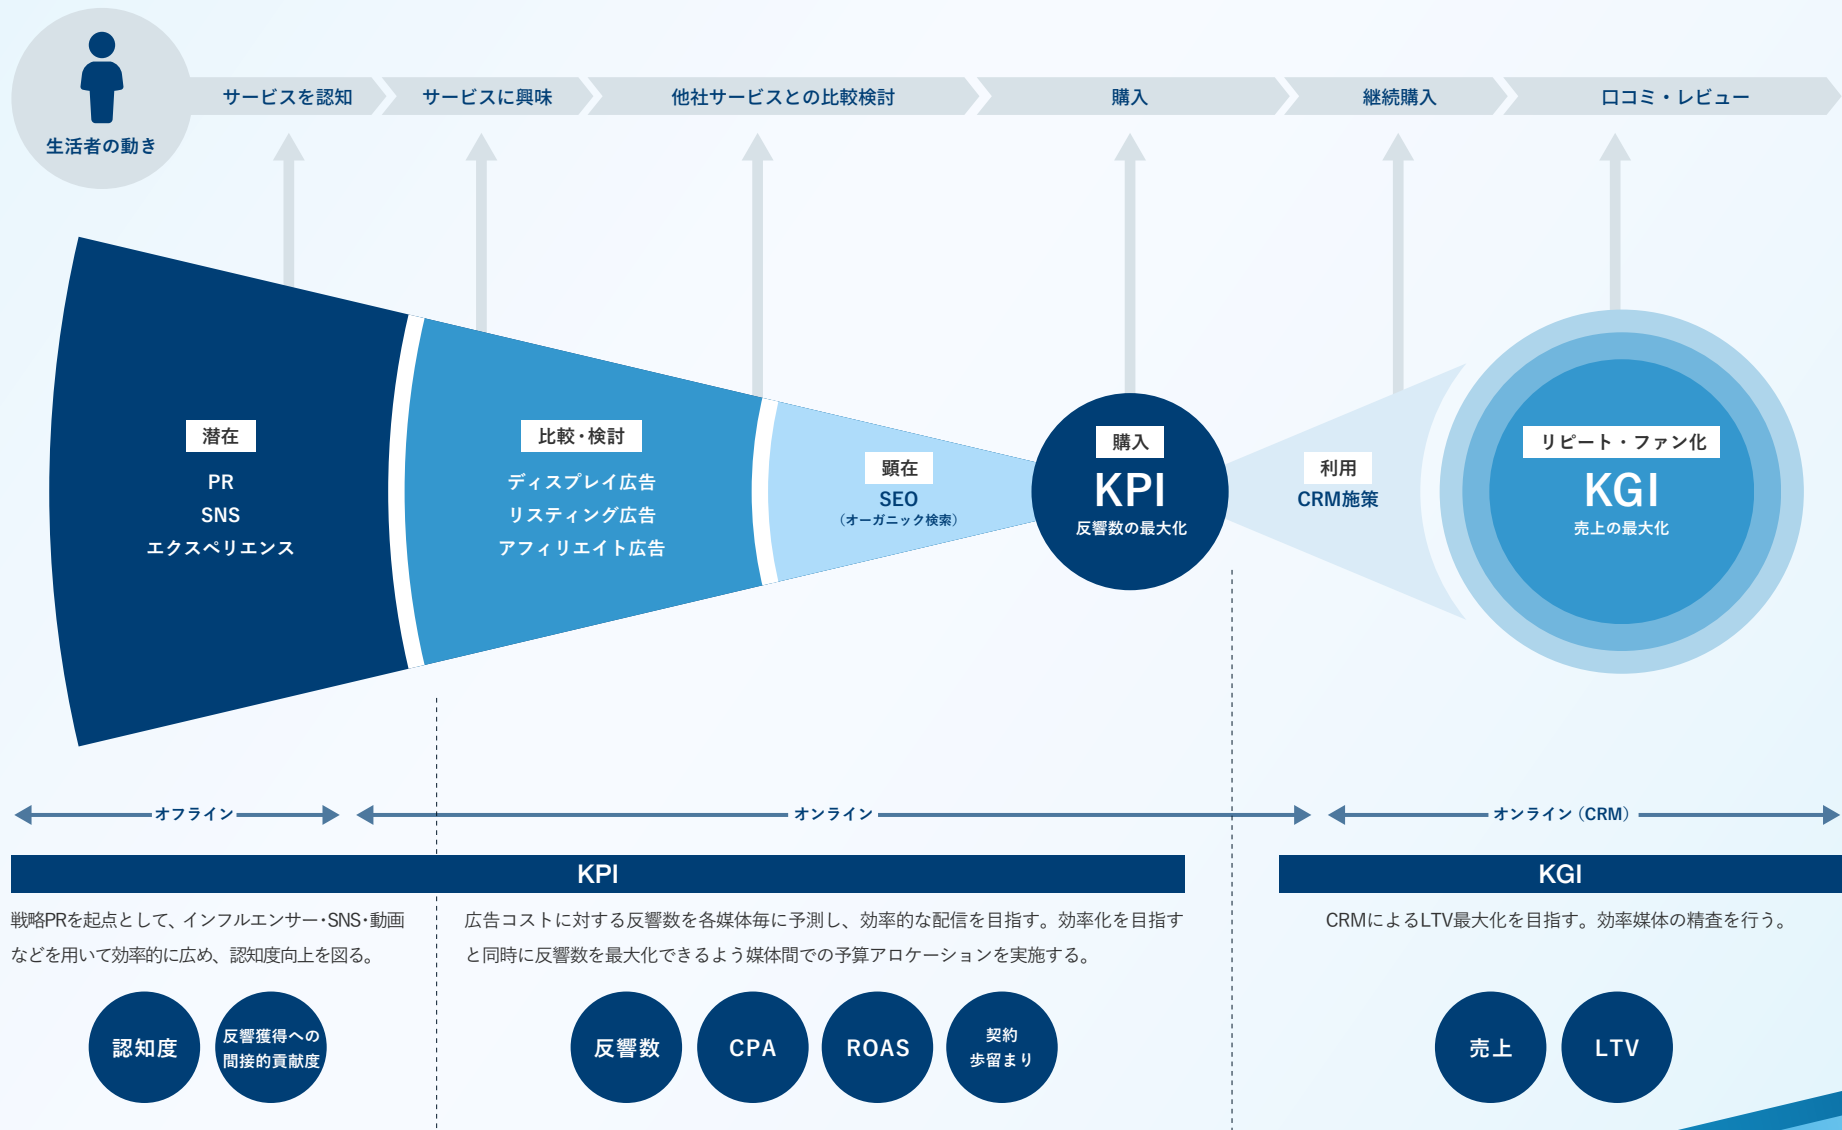 生活者の動き
サービスを認知
サービスに興味
他社サービスとの比較検討
購入
継続購入
口コミ・レビュー
潜在
PR
SNS
エクスペリエンス
比較・検討
ディスプレイ広告
リスティング広告
アフィリエイト広告
顕在
SEO
（オーガニック検索）
購入
KPI
反響数の最大化
利用
CRM施策
リピート・ファン化
KGI
売上の最大化
オフライン
オンライン
オンライン（CRM）
KPI
戦略PRを起点として、インフルエンサー・SNS・動画
などを用いて効率的に広め、認知度向上を図る。
広告コストに対する反響数を各媒体毎に予測し、効率的な配信を目指す。効率化を目指す
と同時に反響数を最大化できるよう媒体間での予算アロケーションを実施する。
KGI
CRMによるLTV最大化を目指す。効率媒体の精査を行う。
認知度
反響獲得への
間接的貢献度
反響数
CPA
ROAS
契約
歩留まり
売上
LTV